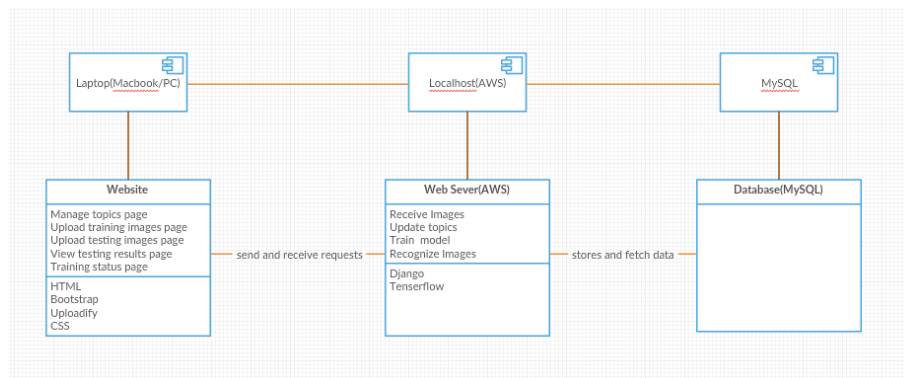 Laptop(Macbook/PC)
Localhost(AWS)
MySQL
Website
Manage topics page
Upload training images page
Upload testing images page
View testing results page
Training status page
HTML
Bootstrap
Uploadify
CSS
send and receive requests
Web Sever(AWS)
Receive Images
Update topics
Train model
Recognize Images
Django
Tenserflow
stores and fetch data
Database(MySQL)